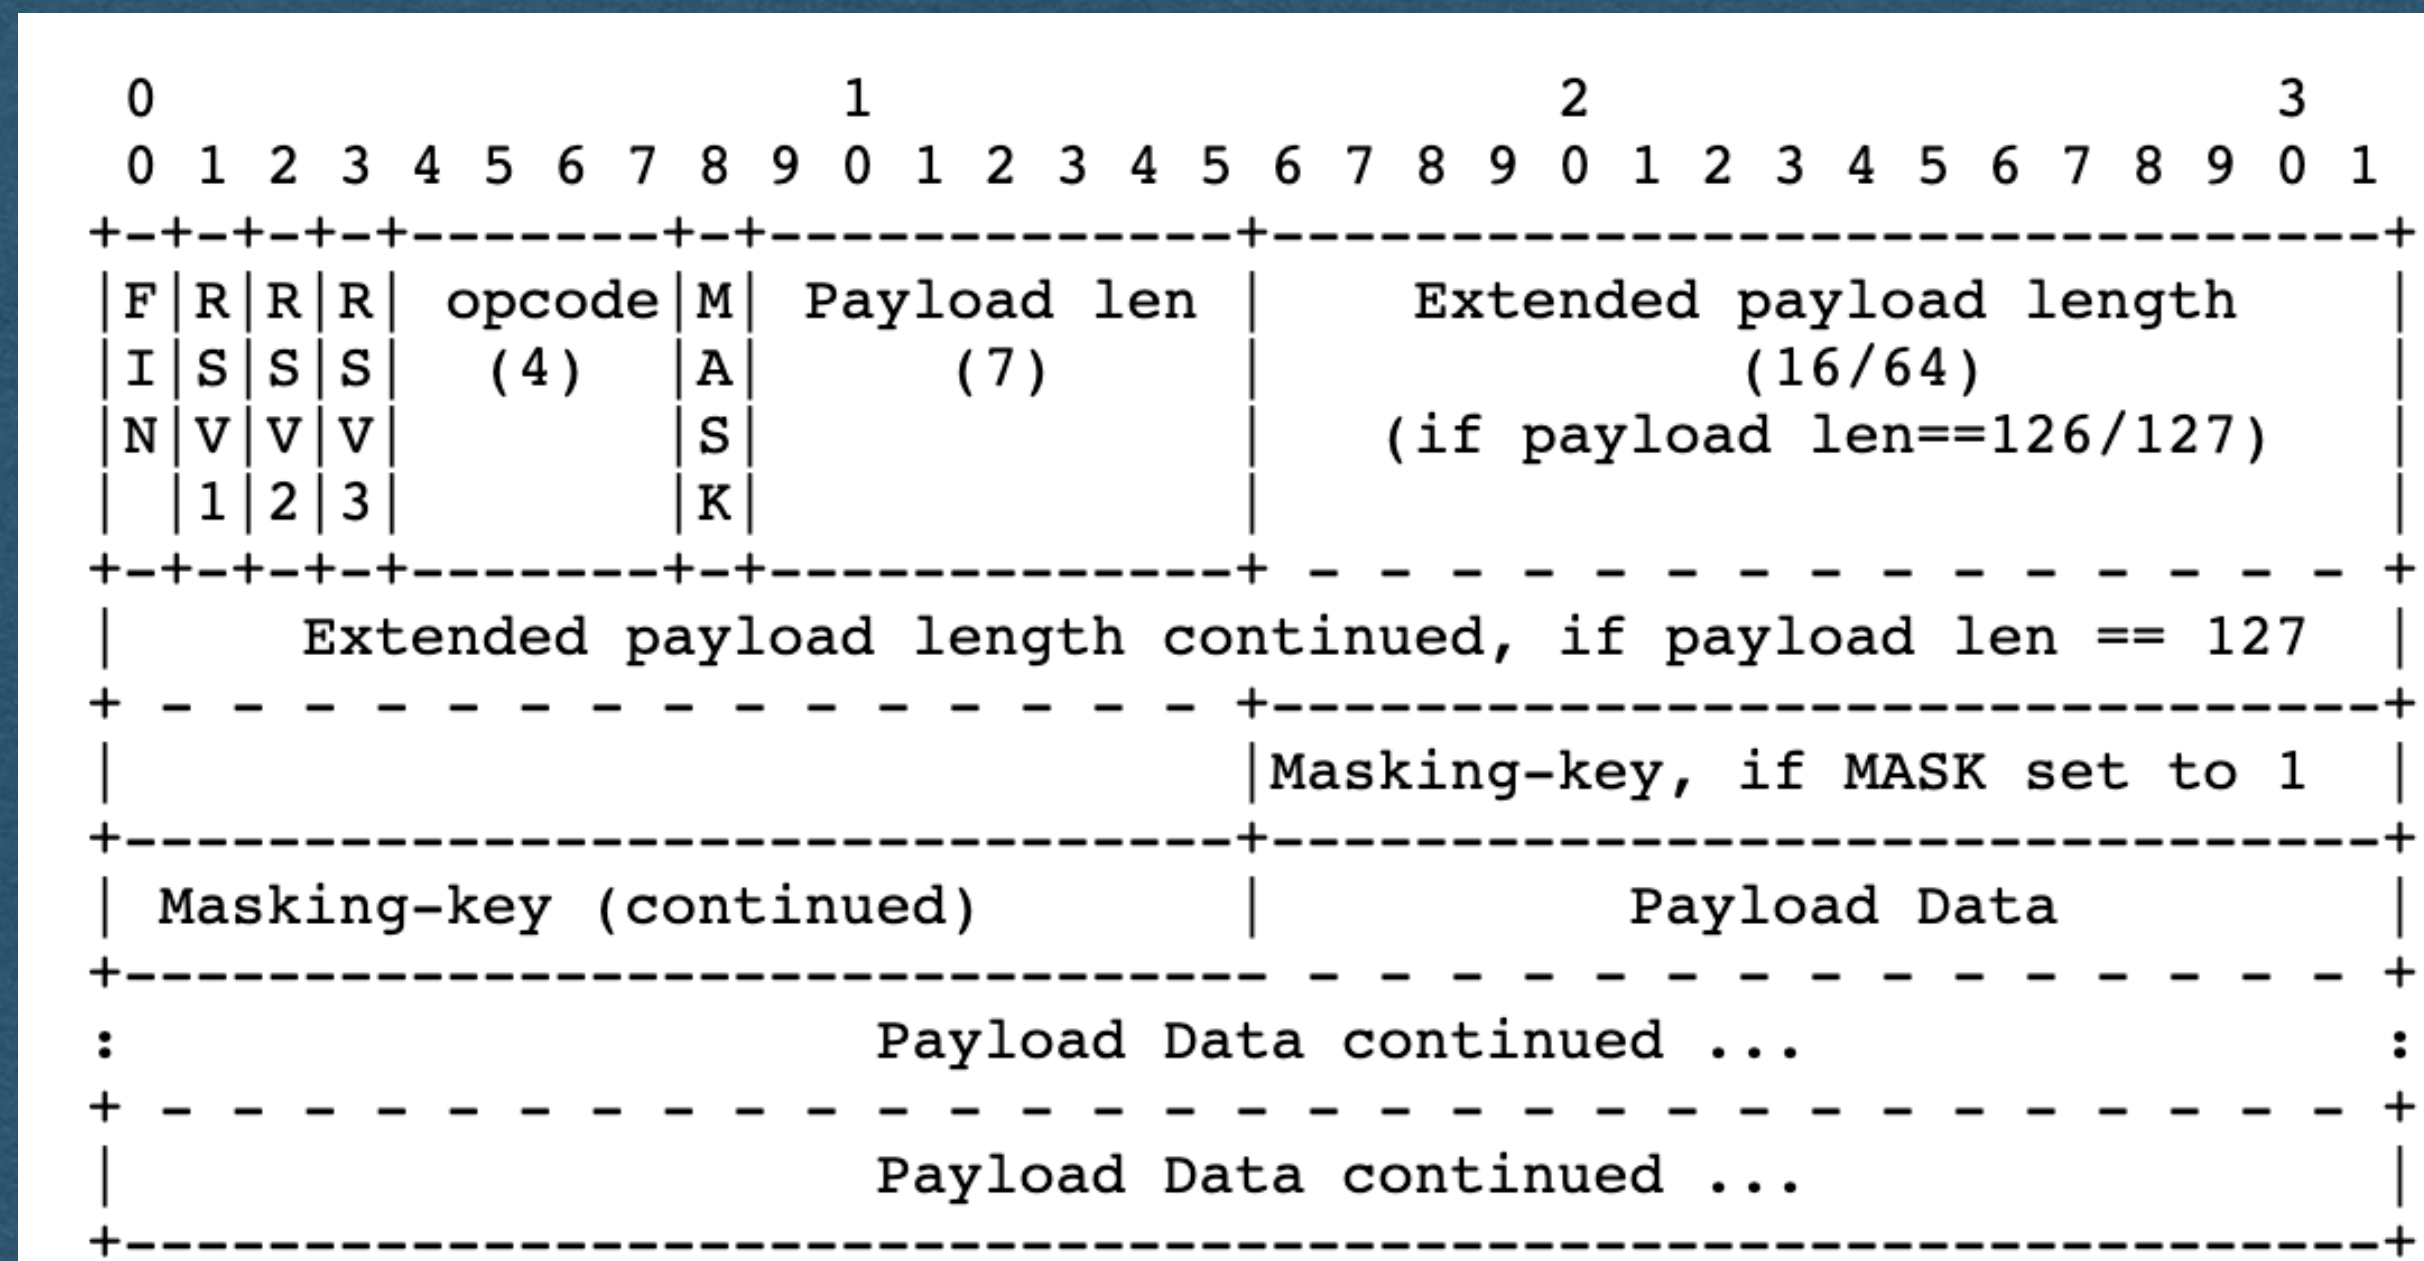 0                   1                   2                   3
 0 1 2 3 4 5 6 7 8 9 0 1 2 3 4 5 6 7 8 9 0 1 2 3 4 5 6 7 8 9 0 1
+-+-+-+-+-------+-+-------------+-------------------------------+
|F|R|R|R| opcode|M| Payload len |    Extended payload length    |
|I|S|S|S|  (4)  |A|     (7)     |             (16/64)           |
|N|V|V|V|       |S|             |   (if payload len==126/127)   |
| |1|2|3|       |K|             |                               |
+-+-+-+-+-------+-+-------------+ - - - - - - - - - - - - - - - +
|     Extended payload length continued, if payload len == 127  |
+ - - - - - - - - - - - - - - - +-------------------------------+
|                               |Masking-key, if MASK set to 1  |
+-------------------------------+-------------------------------+
| Masking-key (continued)       |          Payload Data         |
+-------------------------------- - - - - - - - - - - - - - - - +
:                     Payload Data continued ...                :
+ - - - - - - - - - - - - - - - - - - - - - - - - - - - - - - - +
|                     Payload Data continued ...                |
+---------------------------------------------------------------+